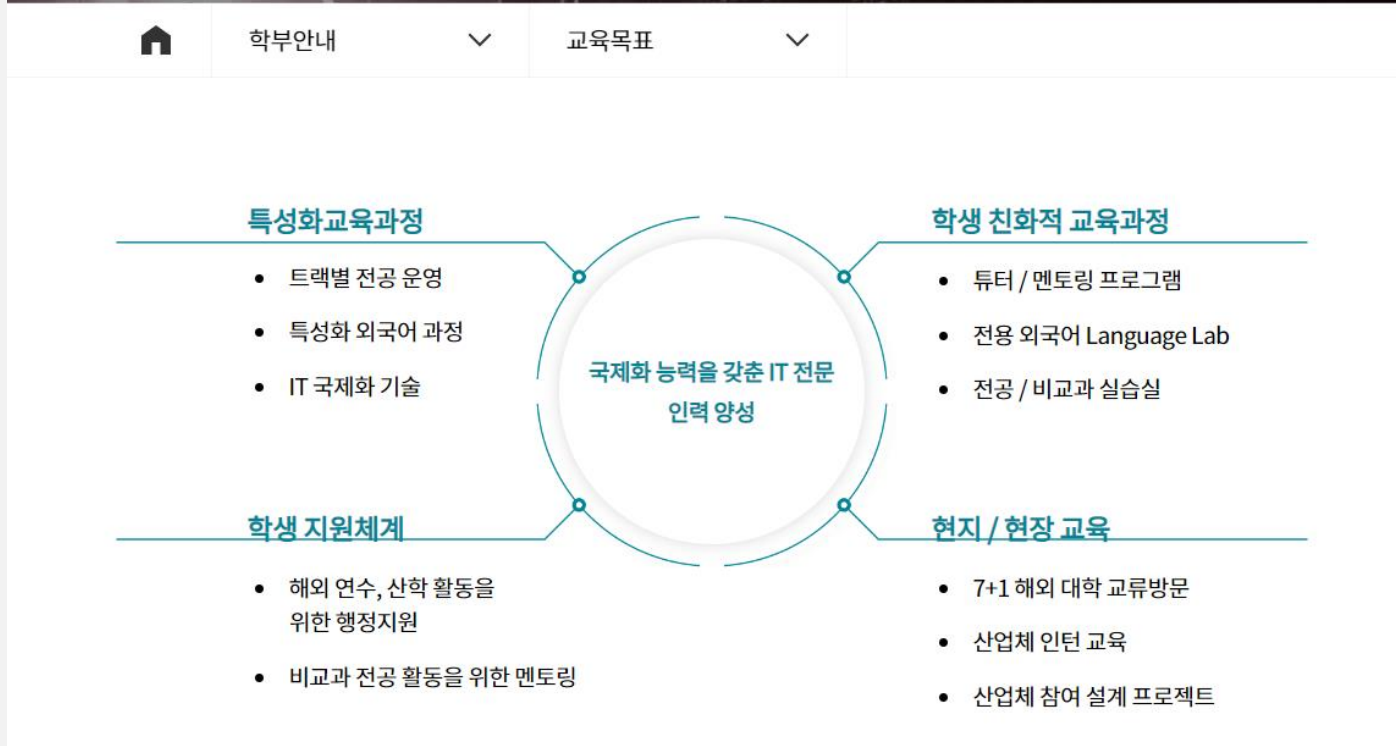 학부안내
교육목표
특성화교육과정
트랙별 전공 운영
특성화 외국어 과정
IT 국제화 기술
학생 친화적 교육과정
튜터 / 멘토링 프로그램
전용 외국어 Language Lab
전공 / 비교과 실습실
국제화 능력을 갖춘 IT 전문
인력 양성
학생 지원체계
해외 연수, 산학 활동을
위한 행정지원
비교과 전공 활동을 위한 멘토링
현지 / 현장 교육
7+1 해외 대학 교류방문
산업체 인턴 교육
산업체 참여 설계 프로젝트